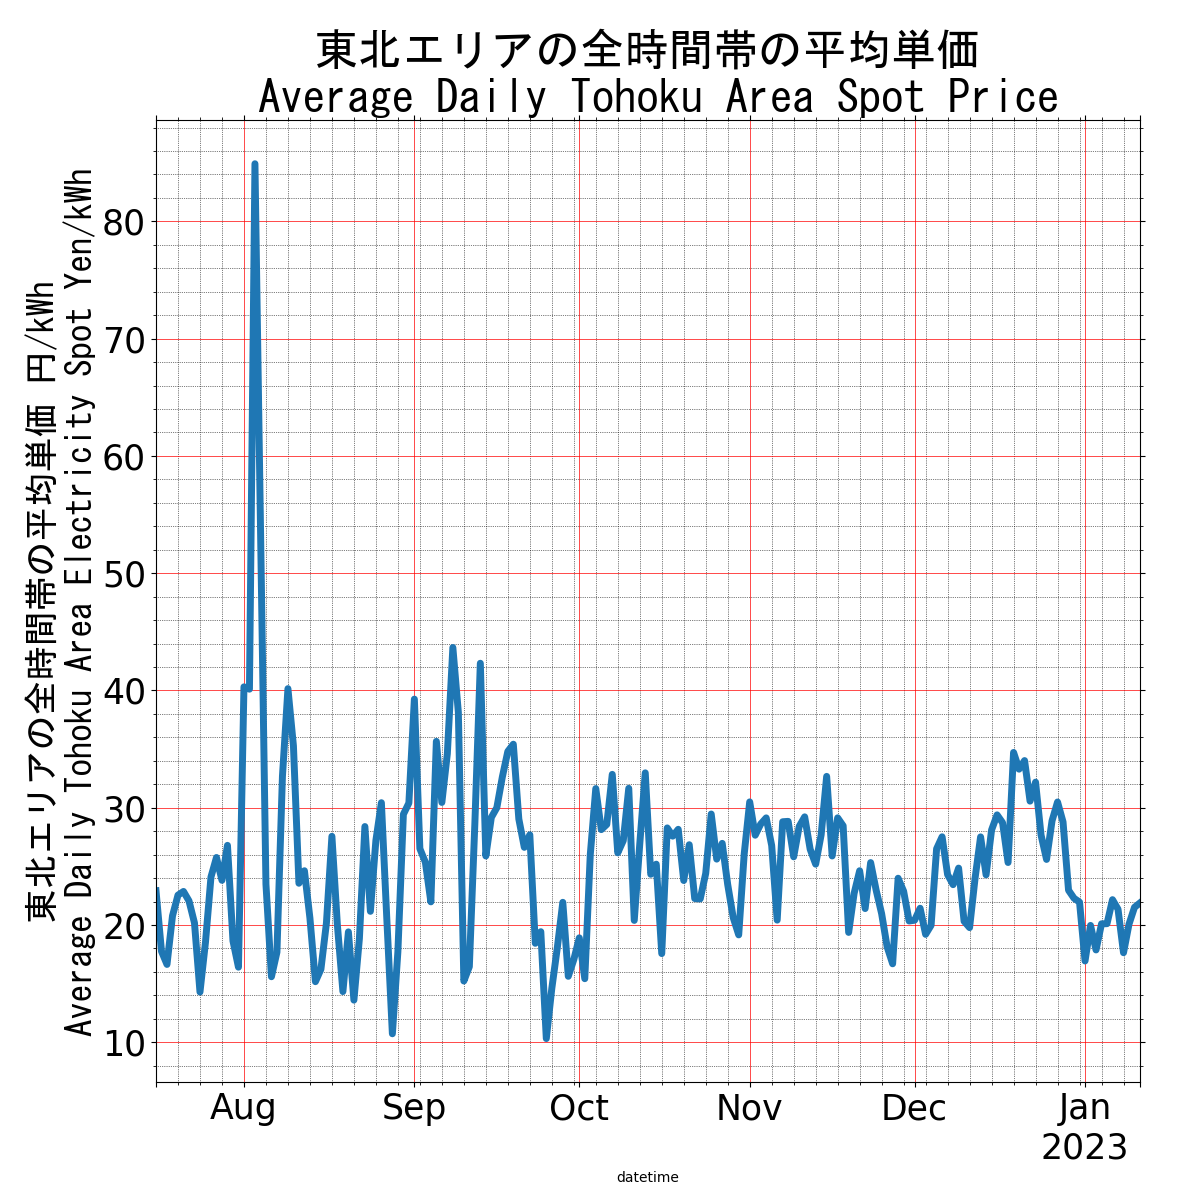 東北エリアの全時間帯の平均単価
Average Daily Tohoku Area Spot Price
東北エリアの全時間帯の平均単価 円/kWh
Average Daily Tohoku Area Electricity Spot Yen/kWh
80
70
60
50
40
30
20
10
Aug
Sep
Oct
Nov
Dec
Jan
2023
datetime